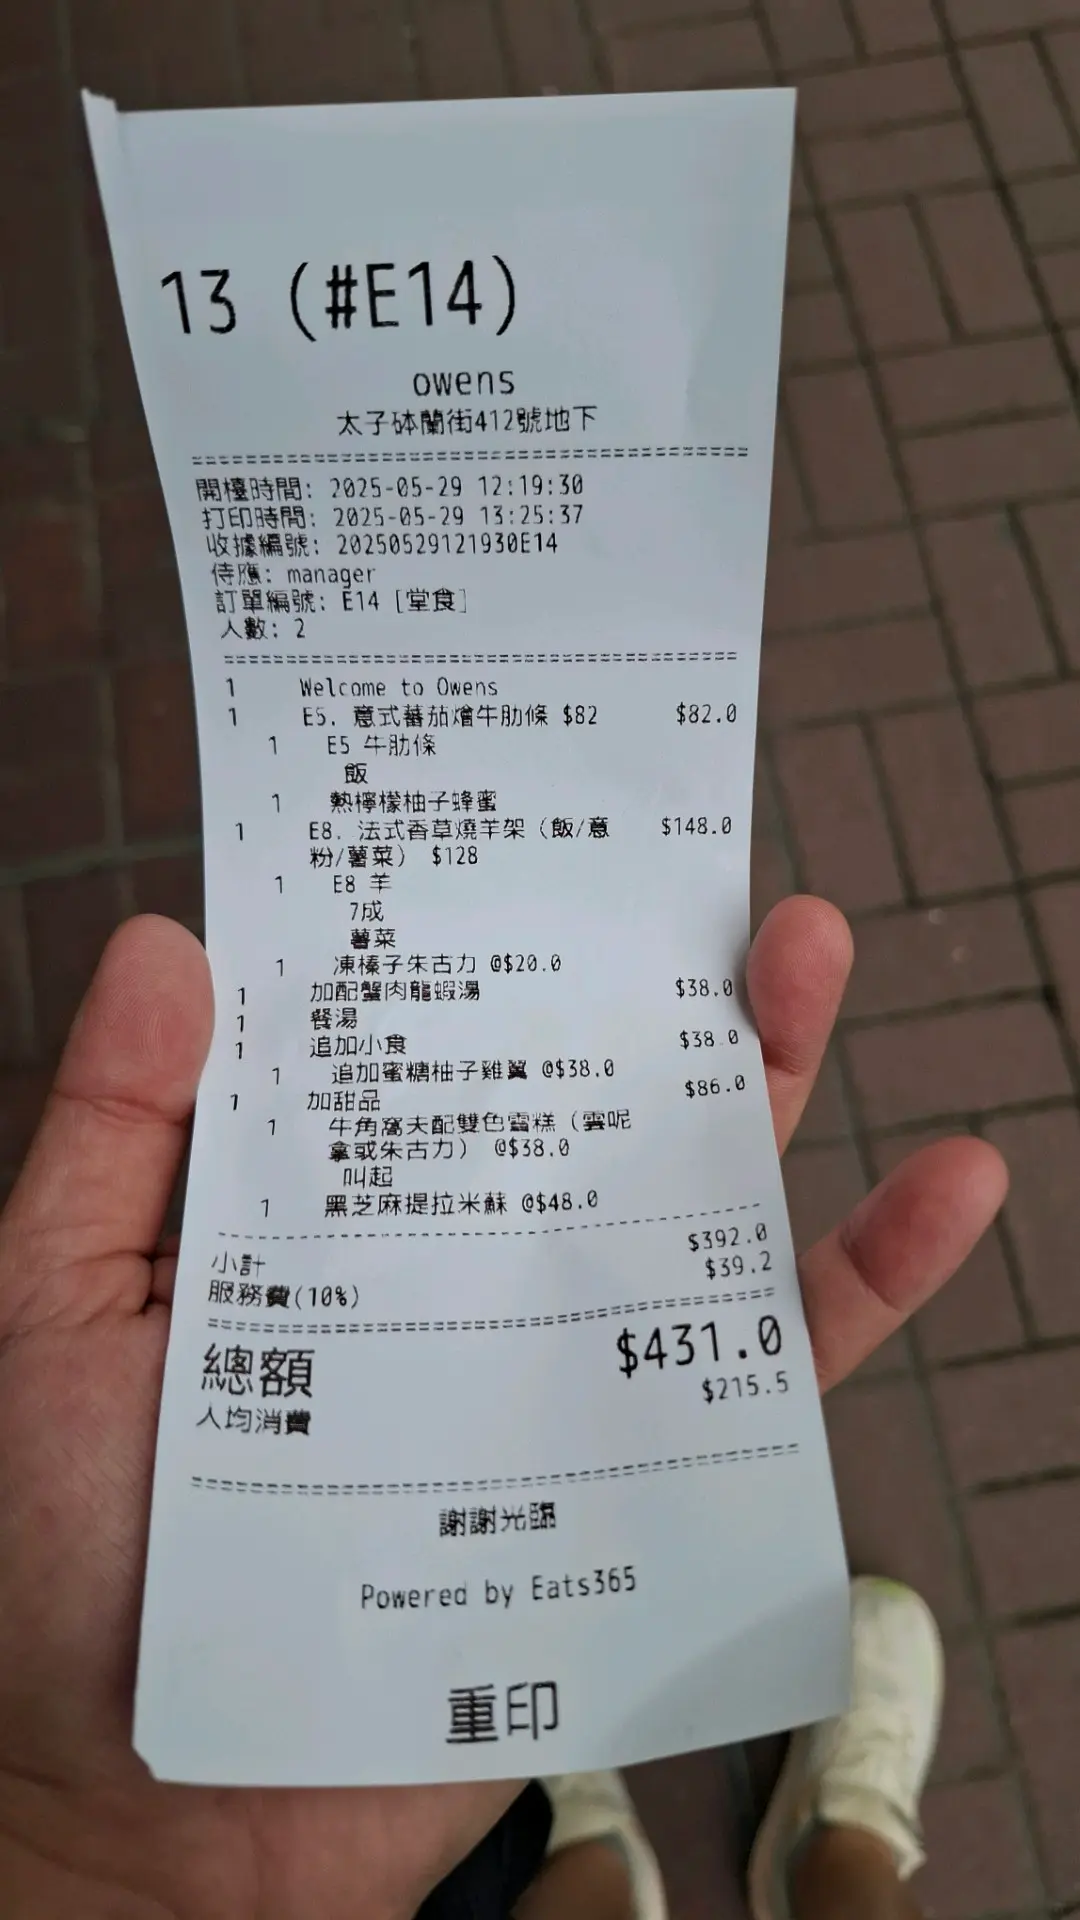 13 (#E14)
owens
太子砵蘭街412號地下
開檯時間: 2025-05-29 12:19:30
打印時間: 2025-05-29 13:25:37
收據編號: 20250529121930E14
侍應: manager
訂單編號: E14 [堂食]
人數: 2
1 Welcome to Owens
1 E5. 意式蕃茄燴牛肋條 $82 $82.0
1 E5 牛肋條
飯
1 熱檸檬柚子蜂蜜
1 E8. 法式香草燒羊架（飯/意 $148.0
粉/薯菜） $128
1 E8 羊
7成
薯菜
1 凍榛子朱古力 @$20.0
1 加配蟹肉龍蝦湯 $38.0
1 餐湯
1 追加小食 $38.0
1 追加蜜糖柚子雞翼 @$38.0
1 加甜品 $86.0
1 牛角窩夫配雙色雪糕（雲呢
拿或朱古力） @$38.0
叫起
1 黑芝麻提拉米蘇 @$48.0
小計 $392.0
服務費(10%) $39.2
總額 $431.0
人均消費 $215.5
謝謝光臨
Powered by Eats365
重印